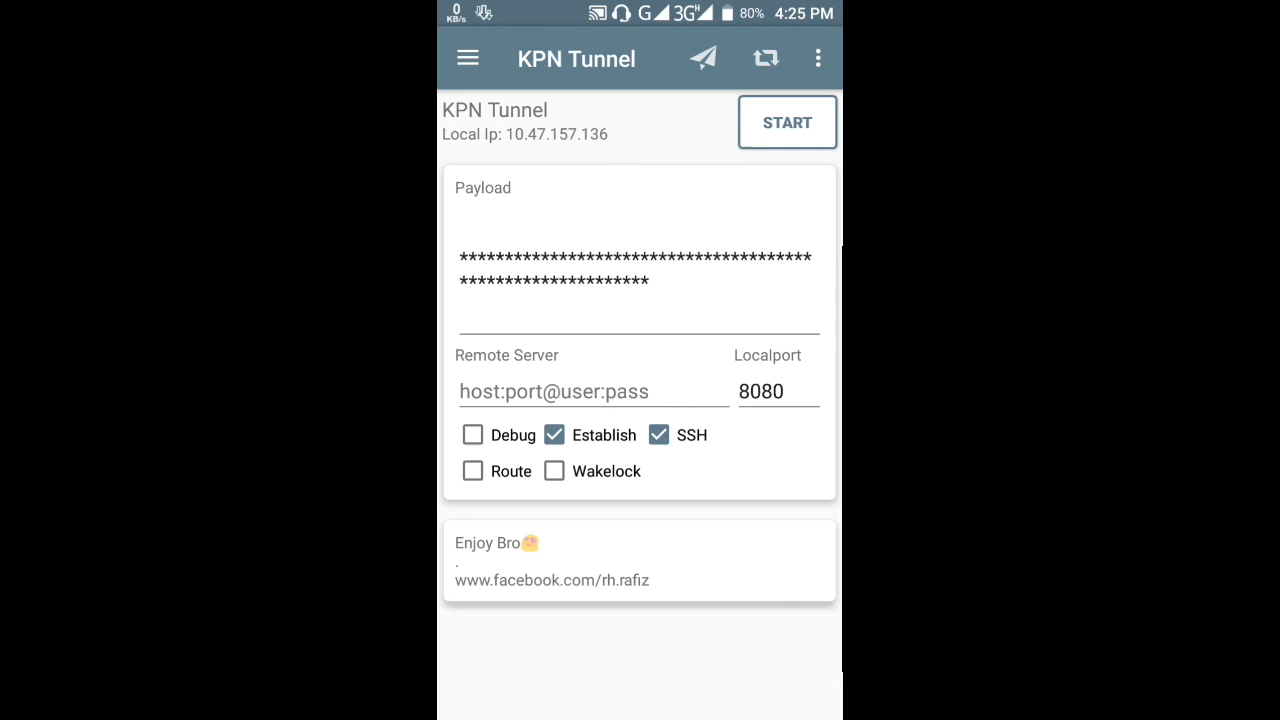 0 KB/s G 3G H 80% 4:25 PM
KPN Tunnel
KPN Tunnel
Local Ip: 10.47.157.136
START
Payload
***************************************
*********************
Remote Server Localport
host:port@user:pass 8080
Debug Establish SSH
Route Wakelock
Enjoy Bro😍
.
www.facebook.com/rh.rafiz